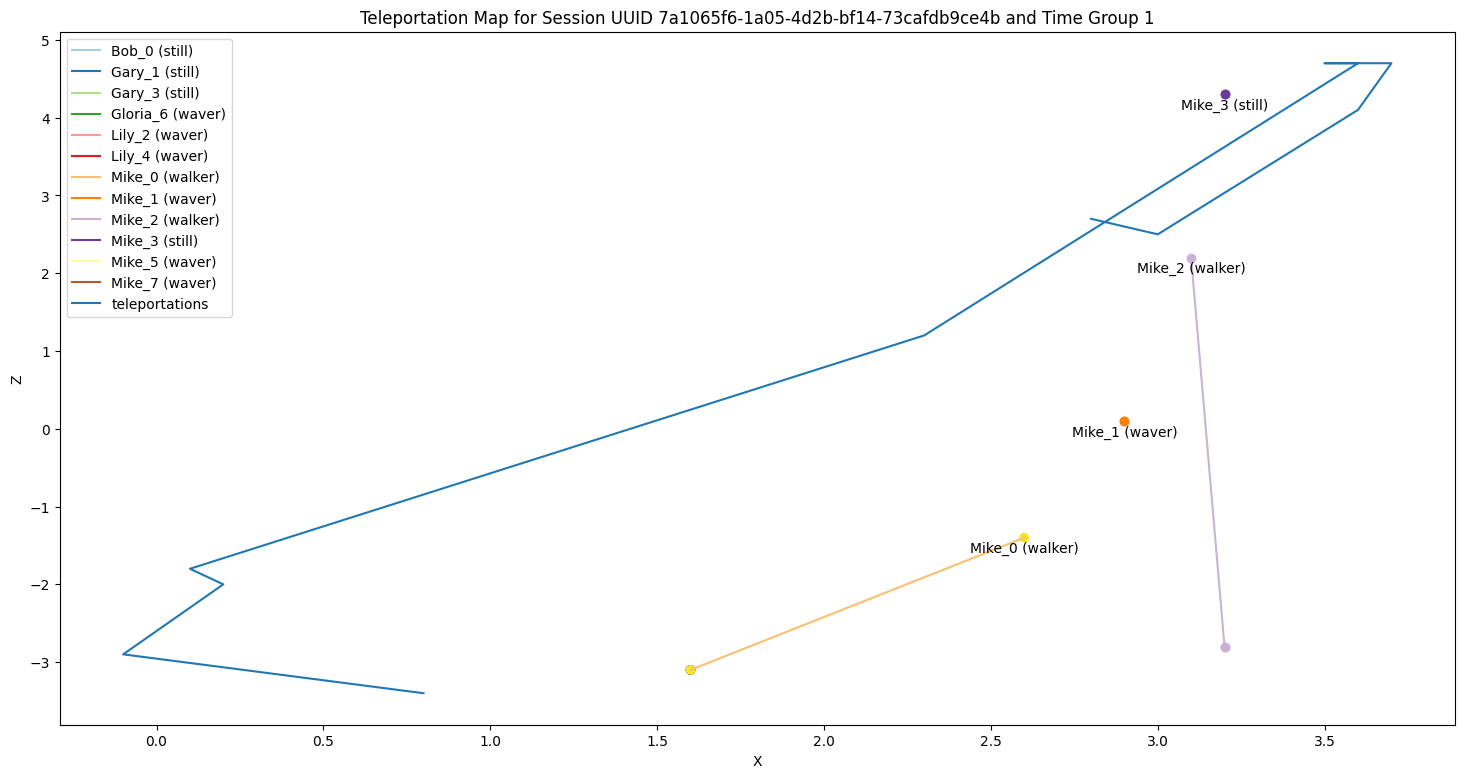 Teleportation Map for Session UUID 7a1065f6-1a05-4d2b-bf14-73cafdb9ce4b and Time Group 1
Bob_0 (still)
Gary_1 (still)
Gary_3 (still)
Gloria_6 (waver)
Lily_2 (waver)
Lily_4 (waver)
Mike_0 (walker)
Mike_1 (waver)
Mike_2 (walker)
Mike_3 (still)
Mike_5 (waver)
Mike_7 (waver)
teleportations
Mike_3 (still)
Mike_2 (walker)
Mike_1 (waver)
Mike_0 (walker)
5
4
3
2
1
0
−1
−2
−3
Z
0.0 0.5 1.0 1.5 2.0 2.5 3.0 3.5
X